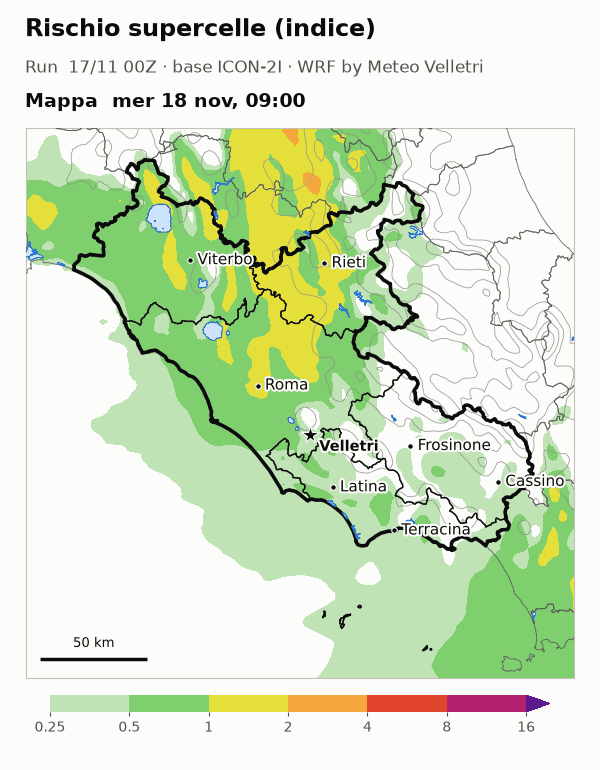 Rischio supercelle (indice)
Run  17/11 00Z · base ICON-2I · WRF by Meteo Velletri
Mappa  mer 18 nov, 09:00
Viterbo
Rieti
Roma
Velletri
Frosinone
Latina
Cassino
Terracina
50 km
0.25 0.5 1 2 4 8 16